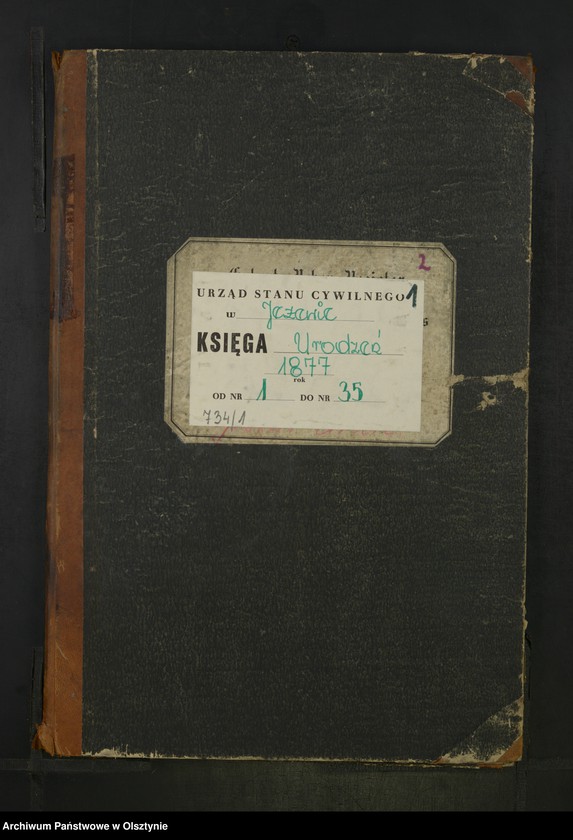 2
URZĄD STANU CYWILNEGO 1
w Jeżewie
KSIĘGA Urodzeń
1877
rok
OD NR 1 DO NR 35
734/1
Archiwum Państwowe w Olsztynie